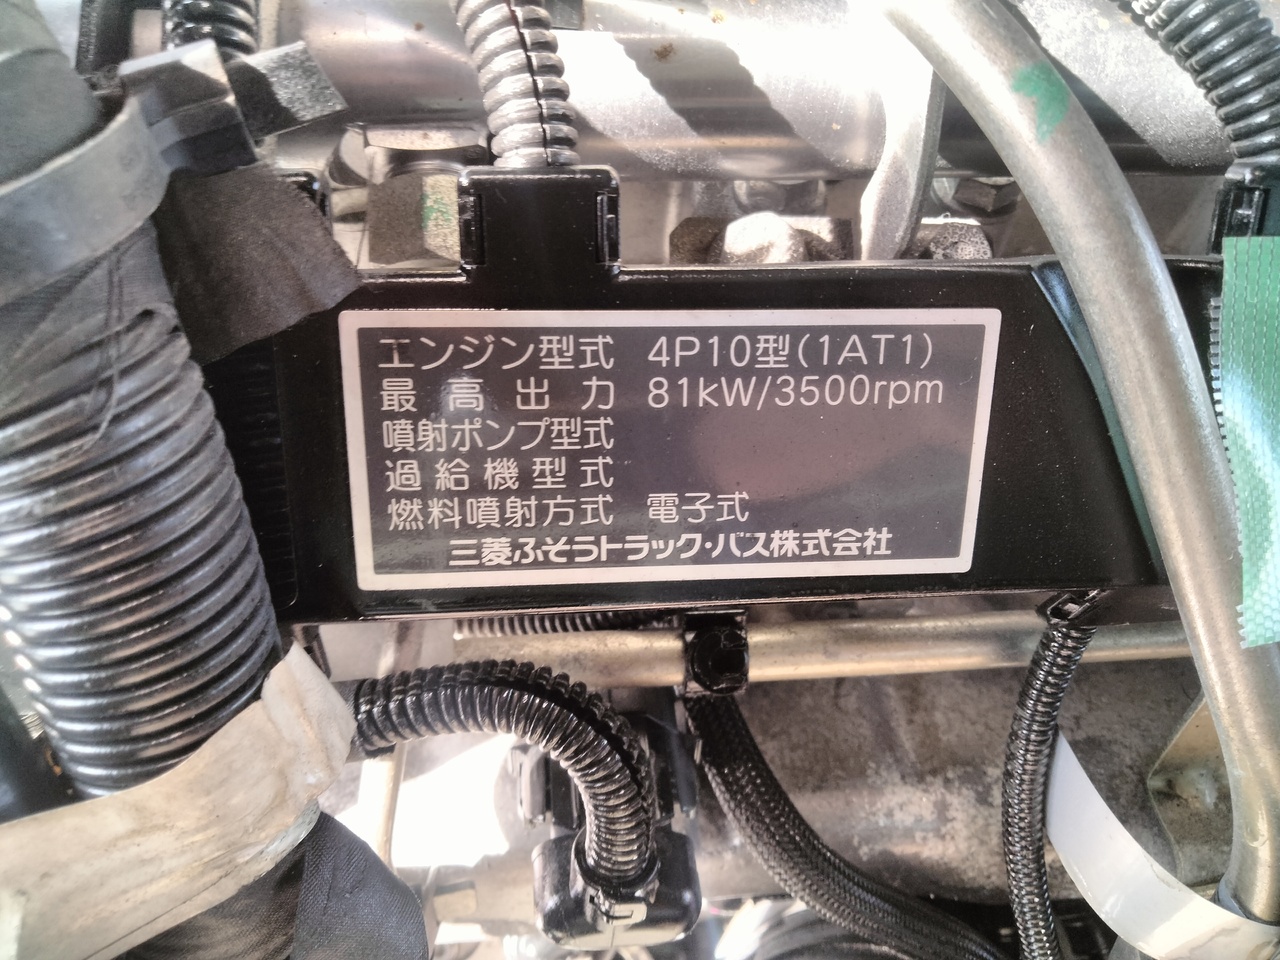 エンジン型式 4P10型(1AT1)
最高出力 81kW/3500rpm
噴射ポンプ型式
過給機型式
燃料噴射方式 電子式
三菱ふそうトラック・バス株式会社